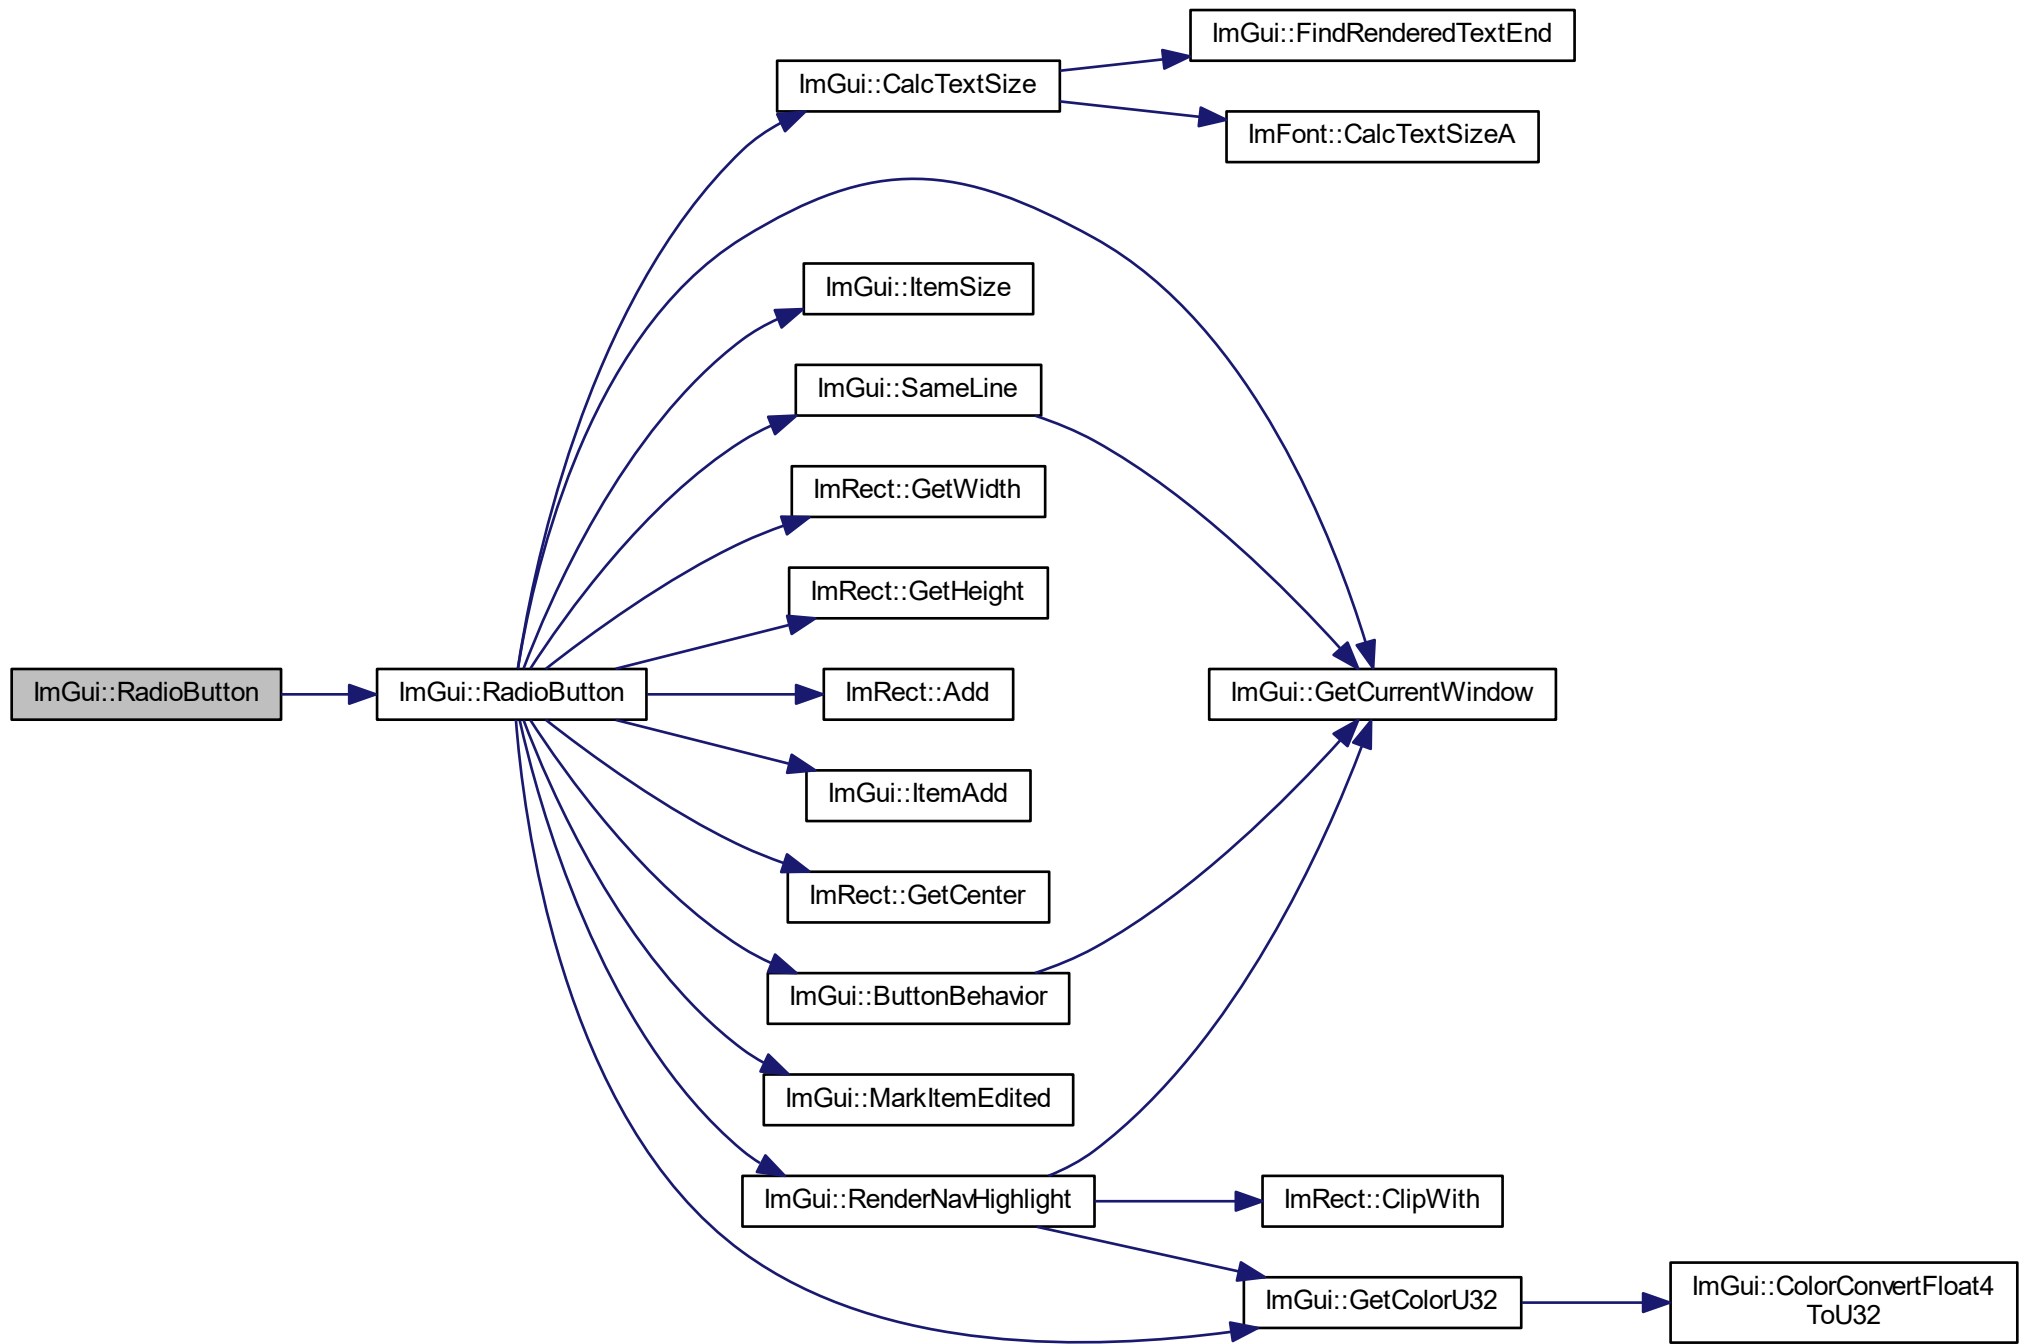 ImGui::FindRenderedTextEnd
ImGui::CalcTextSize
ImFont::CalcTextSizeA
ImGui::ItemSize
ImGui::SameLine
ImRect::GetWidth
ImRect::GetHeight
ImGui::RadioButton
ImGui::RadioButton
ImRect::Add
ImGui::GetCurrentWindow
ImGui::ItemAdd
ImRect::GetCenter
ImGui::ButtonBehavior
ImGui::MarkItemEdited
ImGui::RenderNavHighlight
ImRect::ClipWith
ImGui::GetColorU32
ImGui::ColorConvertFloat4
ToU32